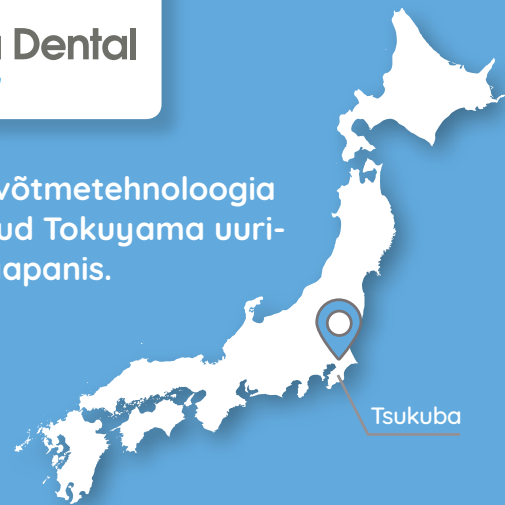 Dental
võtmetehnoloogia
ud Tokuyama uuri-
apanis.
Tsukuba